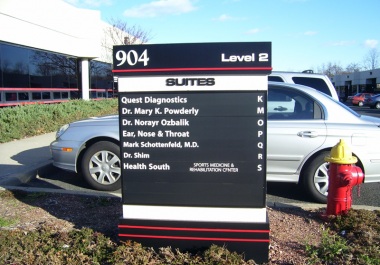 904 Level 2
SUITES
Quest Diagnostics K
Dr. Mary K. Powderly M
Dr. Norayr Ozbalik O
Ear, Nose & Throat P
Mark Schottenfeld, M.D. Q
Dr. Shim R
Health South SPORTS MEDICINE & REHABILITATION CENTER S